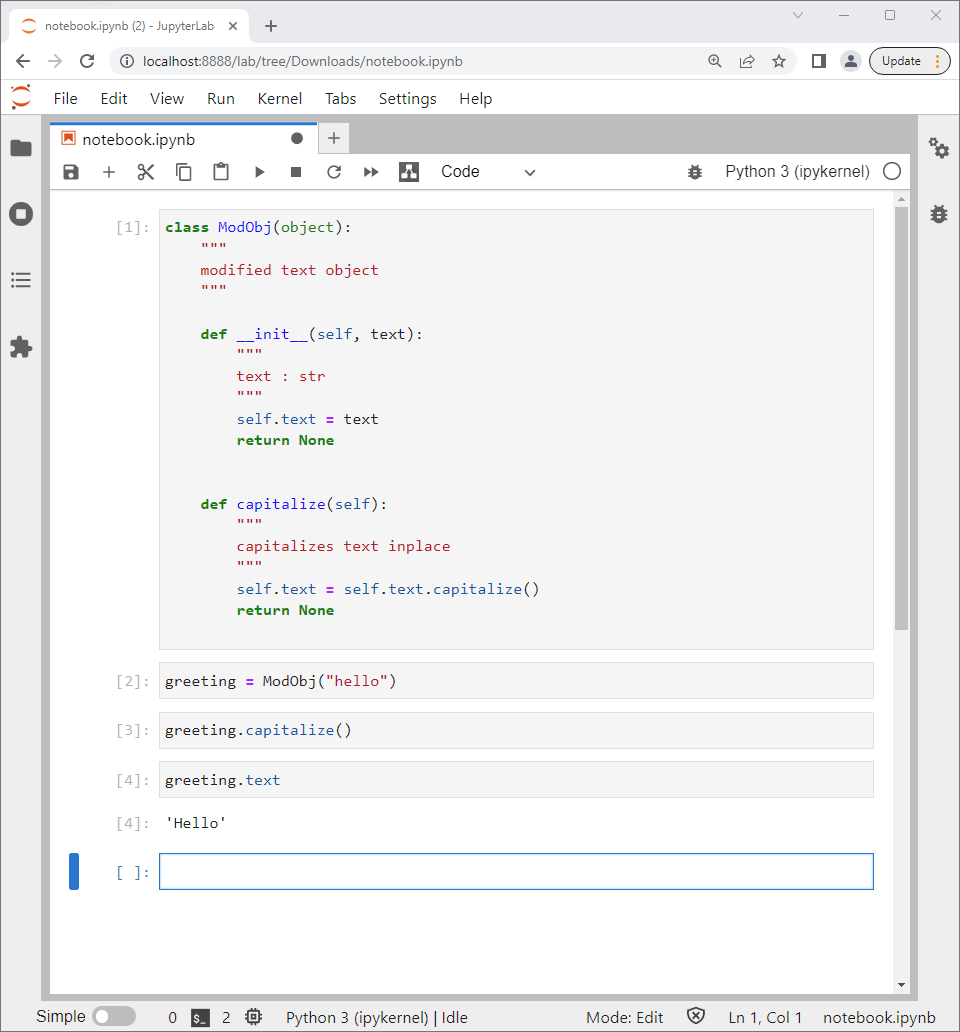 notebook.ipynb (2) - JupyterLab
localhost:8888/lab/tree/Downloads/notebook.ipynb
Update
File Edit View Run Kernel Tabs Settings Help
notebook.ipynb
Code
Python 3 (ipykernel)
[1]: class ModObj(object):
"""
modified text object
"""
def __init__(self, text):
"""
text : str
"""
self.text = text
return None
def capitalize(self):
"""
capitalizes text inplace
"""
self.text = self.text.capitalize()
return None
[2]: greeting = ModObj("hello")
[3]: greeting.capitalize()
[4]: greeting.text
[4]: 'Hello'
[ ]:
Simple 0 $_ 2 Python 3 (ipykernel) | Idle Mode: Edit Ln 1, Col 1 notebook.ipynb